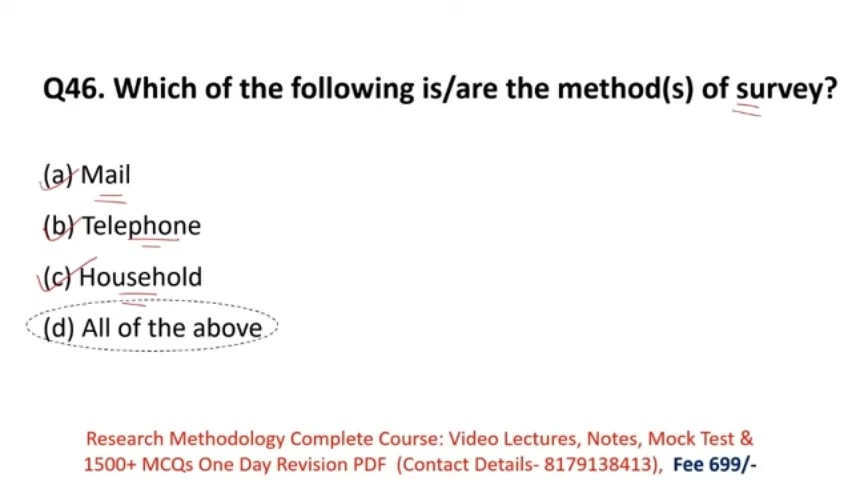 Q46. Which of the following is/are the method(s) of survey?
(a) Mail
(b) Telephone
(c) Household
(d) All of the above
Research Methodology Complete Course: Video Lectures, Notes, Mock Test &
1500+ MCQs One Day Revision PDF (Contact Details- 8179138413), Fee 699/-